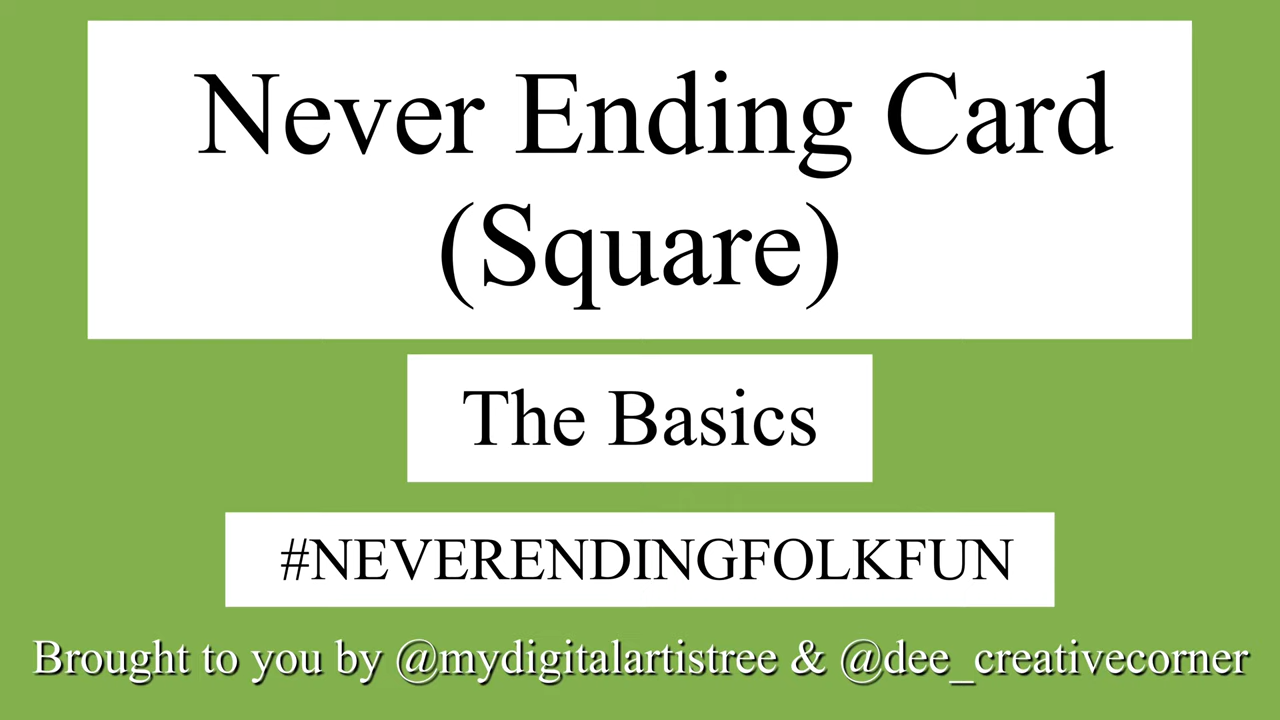 Never Ending Card
(Square)
The Basics
#NEVERENDINGFOLKFUN
Brought to you by @mydigitalartistree & @dee_creativecorner